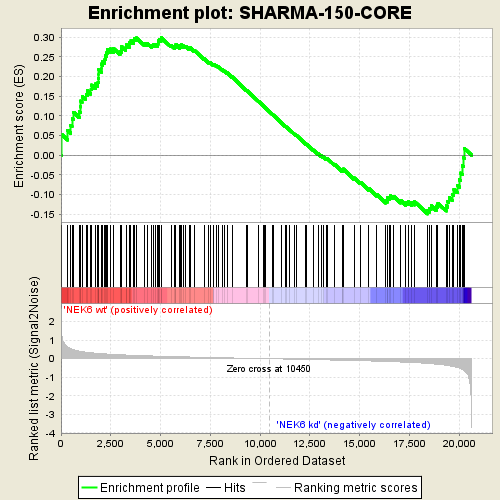 Enrichment plot: SHARMA-150-CORE
Enrichment score (ES)
0.30
0.25
0.20
0.15
0.10
0.05
0.00
-0.05
-0.10
-0.15
Ranked list metric (Signal2Noise)
'NEK6 wt' (positively correlated)
2
1
0
-1
-2
-3
-4
Zero cross at 10450
'NEK6 kd' (negatively correlated)
0 2,500 5,000 7,500 10,000 12,500 15,000 17,500 20,000
Rank in Ordered Dataset
Enrichment profile Hits Ranking metric scores